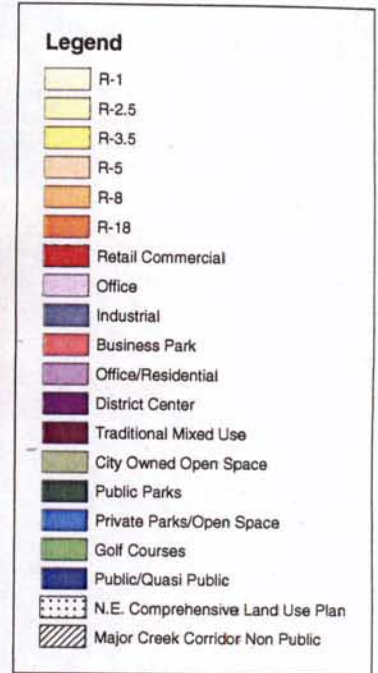 Legend
R-1
R-2.5
R-3.5
R-5
R-8
R-18
Retail Commercial
Office
Industrial
Business Park
Office/Residential
District Center
Traditional Mixed Use
City Owned Open Space
Public Parks
Private Parks/Open Space
Golf Courses
Public/Quasi Public
N.E. Comprehensive Land Use Plan
Major Creek Corridor Non Public